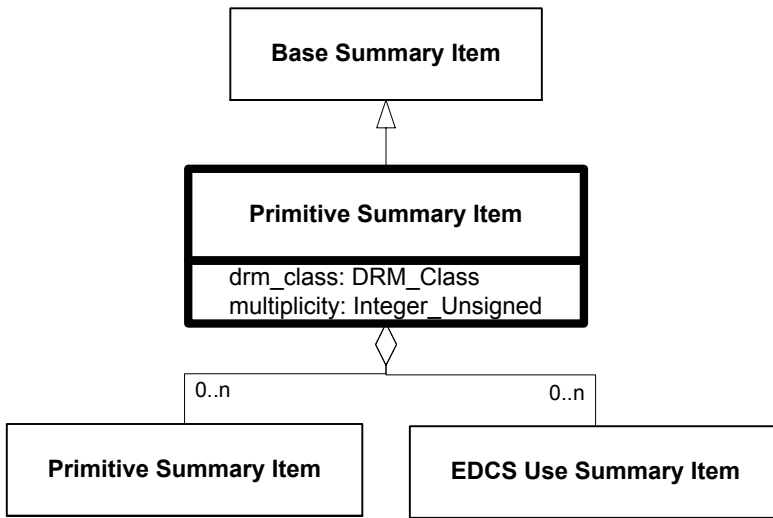 Base Summary Item
Primitive Summary Item
drm_class: DRM_Class
multiplicity: Integer_Unsigned
0..n
0..n
Primitive Summary Item
EDCS Use Summary Item